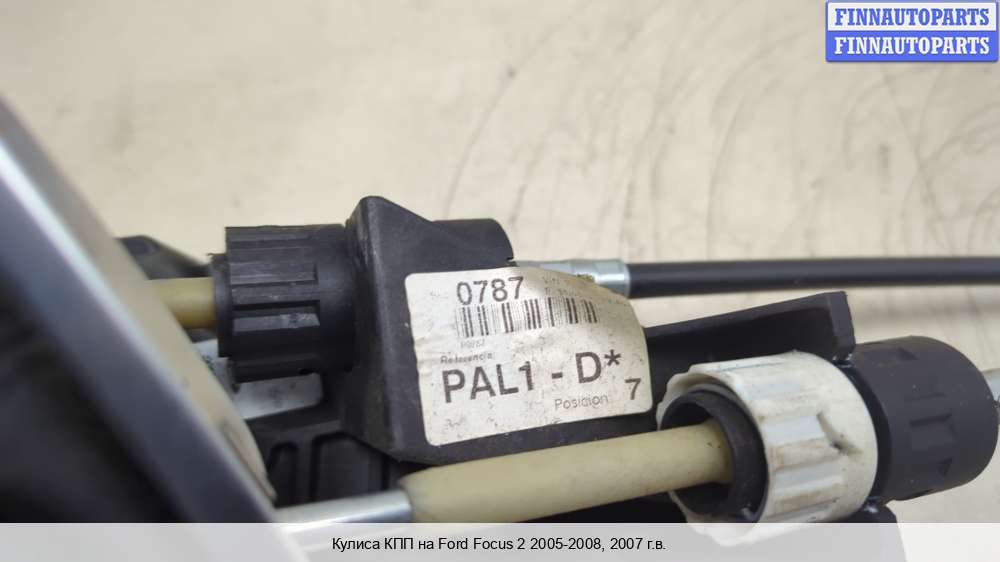 FINNAUTOPARTS
FINNAUTOPARTS
0787
Referencia
PAL1 - D*
Posicion 7
Кулиса КПП на Ford Focus 2 2005-2008, 2007 г.в.